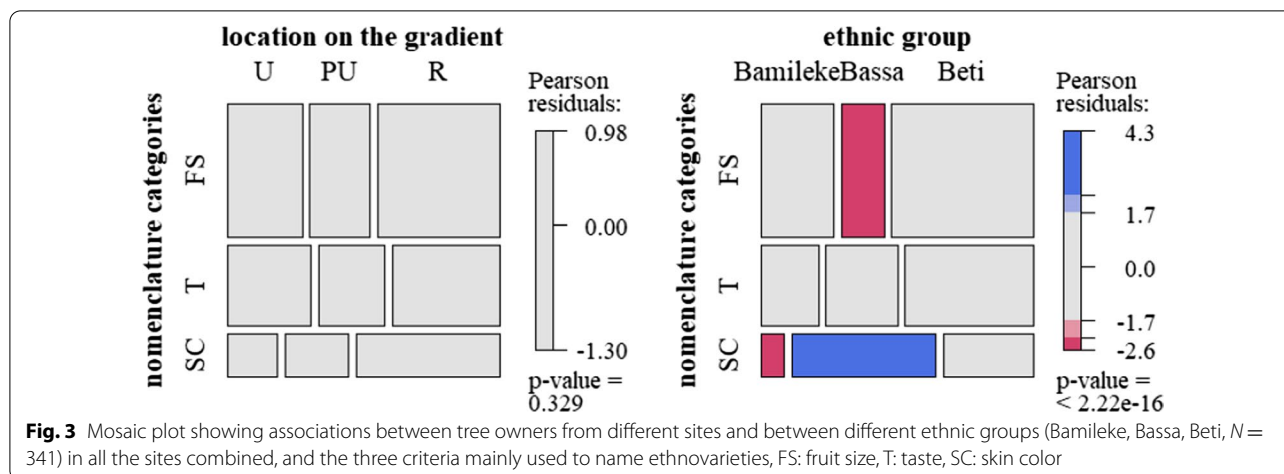 location on the gradient
U PU R
nomenclature categories
FS
T
SC
Pearson
residuals:
0.98
0.00
-1.30
p-value =
0.329
ethnic group
Bamileke Bassa Beti
nomenclature categories
FS
T
SC
Pearson
residuals:
4.3
1.7
0.0
-1.7
-2.6
p-value =
< 2.22e-16
Fig. 3 Mosaic plot showing associations between tree owners from different sites and between different ethnic groups (Bamileke, Bassa, Beti, N =
341) in all the sites combined, and the three criteria mainly used to name ethnovarieties, FS: fruit size, T: taste, SC: skin color